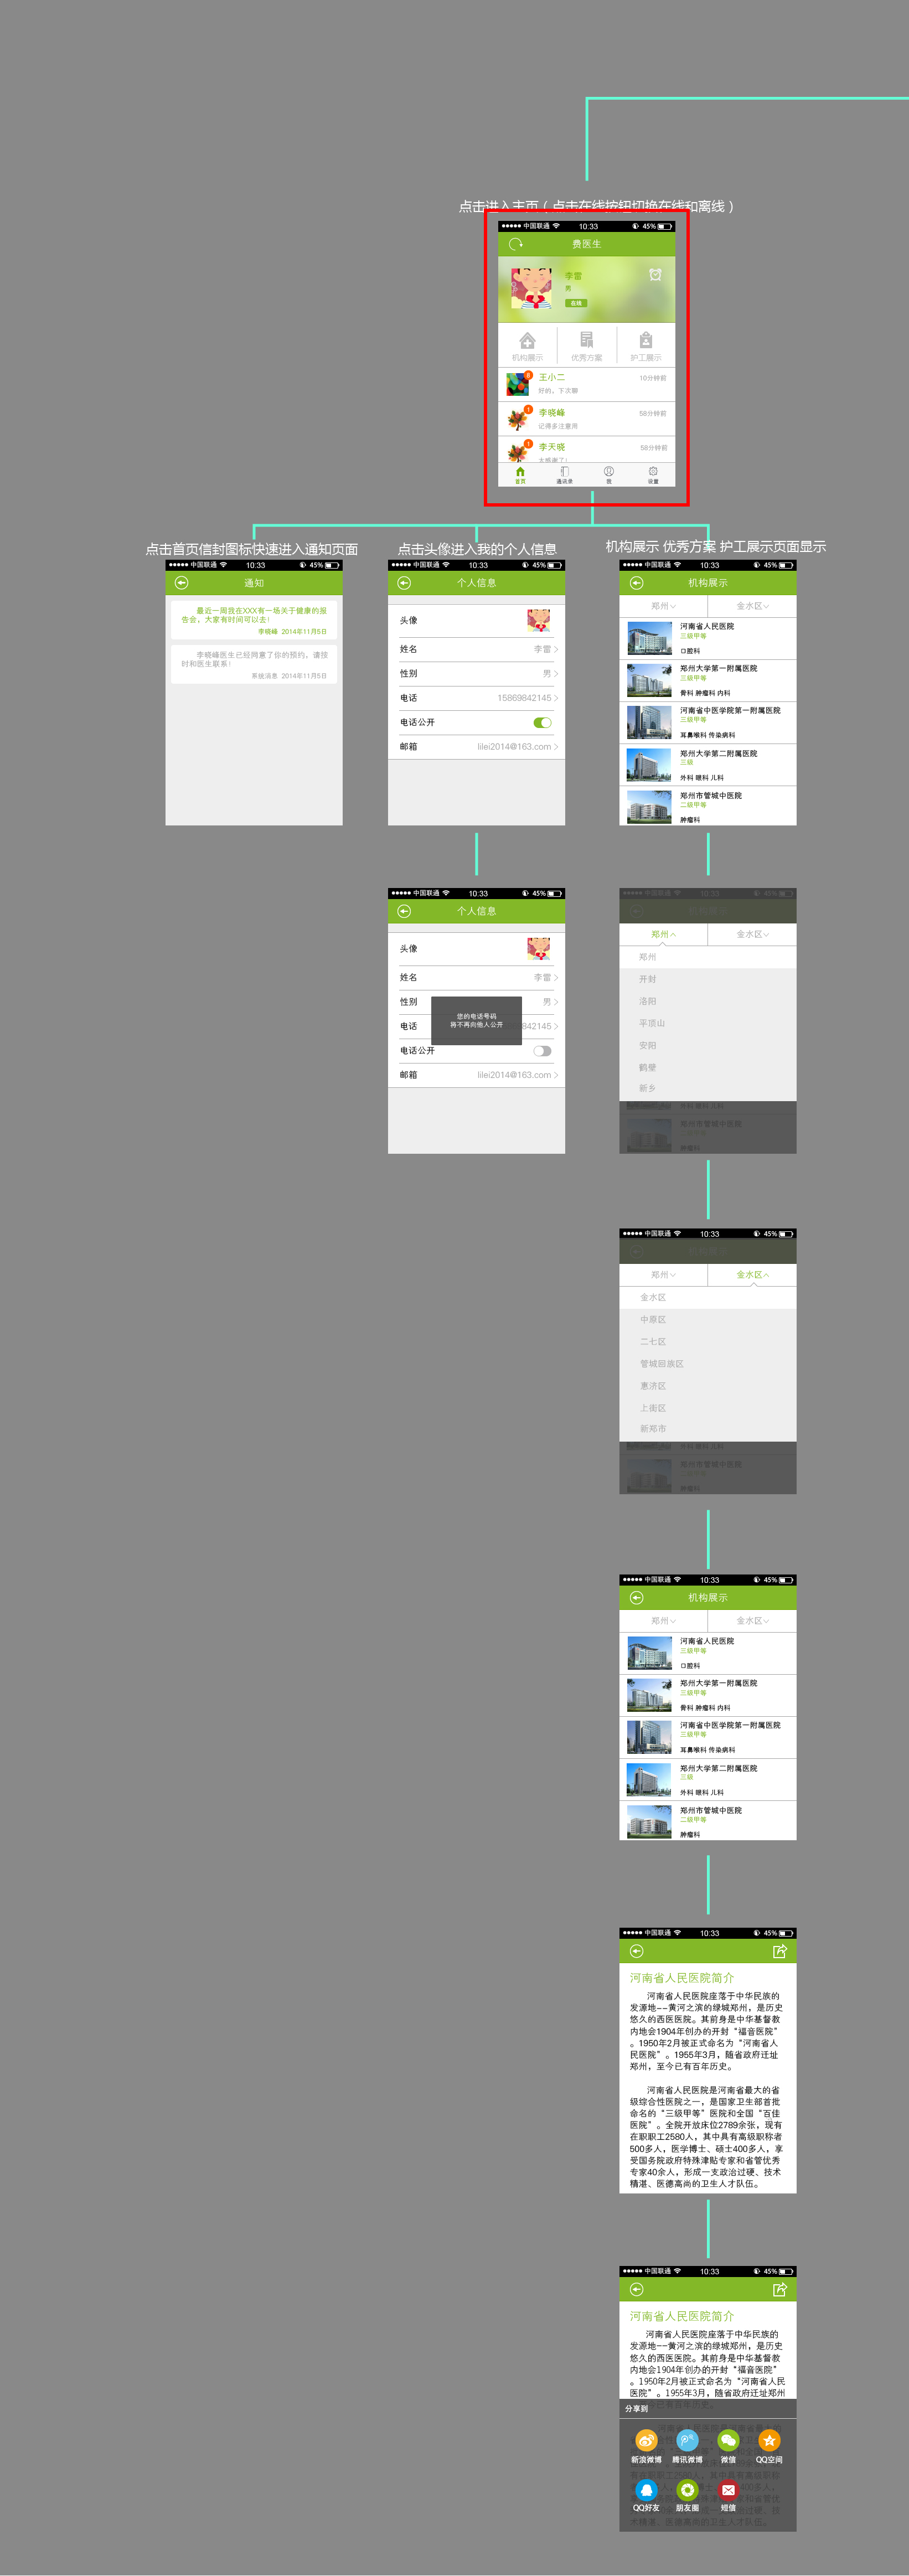 点击进入主页（点击在线按钮切换在线和离线）
中国联通 10:33 45%
费医生
李雷
男
在线
机构展示 优秀方案 护工展示
8 王小二 10分钟前
好的，下次聊
1 李晓峰 58分钟前
记得多注意用
1 李天晓 58分钟前
太感谢了!
首页 通讯录 圈 设置
点击首页信封图标快速进入通知页面
中国联通 10:33 45%
通知
最近一周我在XXX有一场关于健康的报
告会，大家有时间可以去!
李晓峰 2014年11月5日
李晓峰医生已经同意了你的预约，请按
时和医生联系!
系统消息 2014年11月5日
点击头像进入我的个人信息
中国联通 10:33 45%
个人信息
头像
姓名 李雷
性别 男
电话 15869842145
电话公开
邮箱 lilei2014@163.com
机构展示 优秀方案 护工展示页面显示
中国联通 10:33 45%
机构展示
郑州 金水区
河南省人民医院
三级甲等
口腔科
郑州大学第一附属医院
三级甲等
骨科 肿瘤科 内科
河南省中医学院第一附属医院
三级甲等
耳鼻喉科 传染病科
郑州大学第二附属医院
三级
外科 眼科 儿科
郑州市管城中医院
二级甲等
肿瘤科
中国联通 10:33 45%
个人信息
头像
姓名 李雷
性别 男
您的电话号码
将不再向他人公开
电话 842145
电话公开
邮箱 lilei2014@163.com
中国联通 10:33 45%
机构展示
郑州 金水区
郑州
开封
洛阳
平顶山
安阳
鹤壁
新乡
外科 眼科 儿科
郑州市管城中医院
二级甲等
肿瘤科
中国联通 10:33 45%
机构展示
郑州 金水区
金水区
中原区
二七区
管城回族区
惠济区
上街区
新郑市
外科 眼科 儿科
郑州市管城中医院
二级甲等
肿瘤科
中国联通 10:33 45%
机构展示
郑州 金水区
河南省人民医院
三级甲等
口腔科
郑州大学第一附属医院
三级甲等
骨科 肿瘤科 内科
河南省中医学院第一附属医院
三级甲等
耳鼻喉科 传染病科
郑州大学第二附属医院
三级
外科 眼科 儿科
郑州市管城中医院
二级甲等
肿瘤科
中国联通 10:33 45%
河南省人民医院简介
河南省人民医院座落于中华民族的
发源地--黄河之滨的绿城郑州，是历史
悠久的西医医院。其前身是中华基督教
内地会1904年创办的开封“福音医院”
。1950年2月被正式命名为“河南省人
民医院”。1955年3月，随省政府迁址
郑州，至今已有百年历史。
河南省人民医院是河南省最大的省
级综合性医院之一，是国家卫生部首批
命名的“三级甲等”医院和全国“百佳
医院”。全院开放床位2789余张，现有
在职职工2580人，其中具有高级职称者
500多人，医学博士、硕士400多人，享
受国务院政府特殊津贴专家和省管优秀
专家40余人，形成一支政治过硬、技术
精湛、医德高尚的卫生人才队伍。
中国联通 10:33 45%
河南省人民医院简介
河南省人民医院座落于中华民族的
发源地--黄河之滨的绿城郑州，是历史
悠久的西医医院。其前身是中华基督教
内地会1904年创办的开封“福音医院”
。1950年2月被正式命名为“河南省人民
医院”。1955年3月，随省政府迁址郑州
分享到
新浪微博 腾讯微博 微信 QQ空间
QQ好友 朋友圈 短信